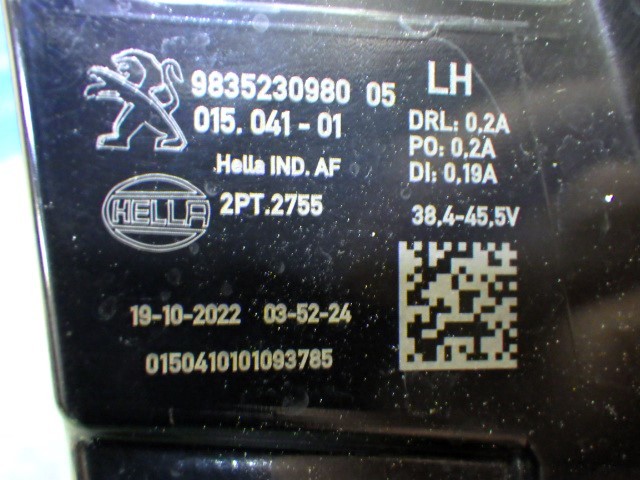 9835230980 05 LH
015.041-01
DRL: 0,2A
PO: 0,2A
DI: 0,19A
Hella IND. AF
HELLA 2PT.2755
38,4-45,5V
19-10-2022 03-52-24
0150410101093785